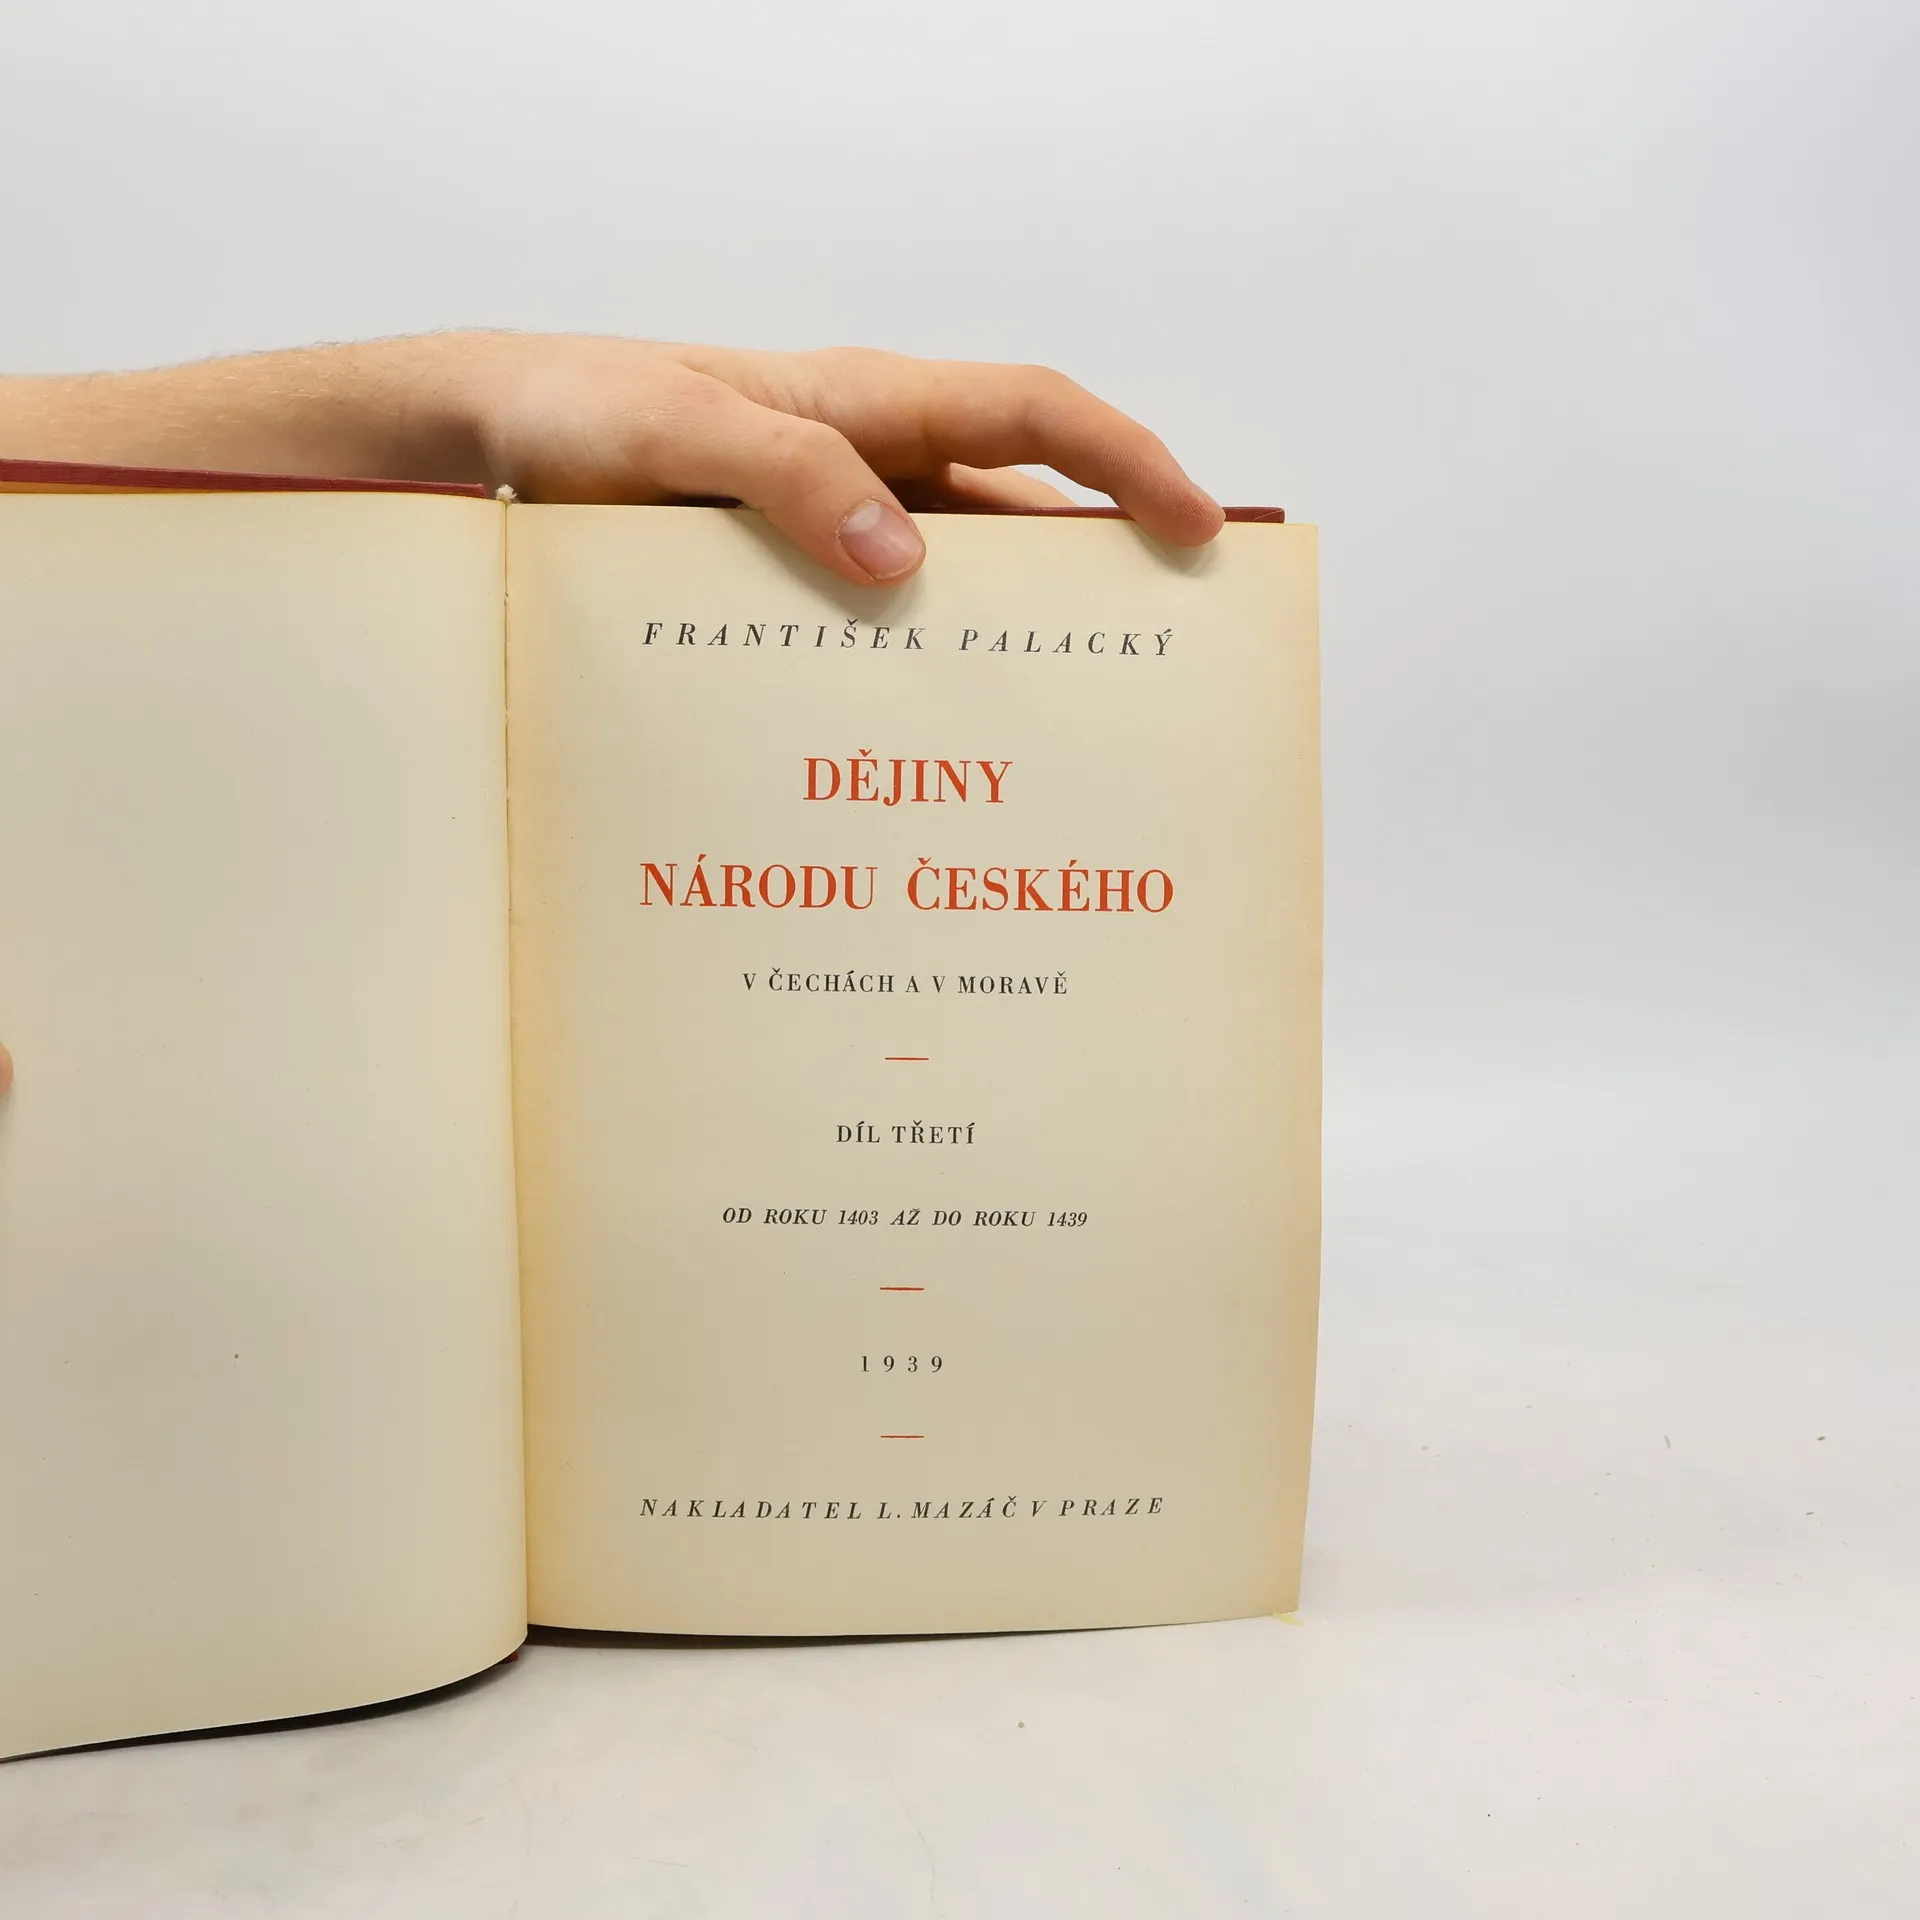 FRANTIŠEK PALACKÝ
DĚJINY
NÁRODU ČESKÉHO
V ČECHÁCH A V MORAVĚ
DÍL TŘETÍ
OD ROKU 1403 AŽ DO ROKU 1439
1939
NAKLADATEL L. MAZÁČ V PRAZE